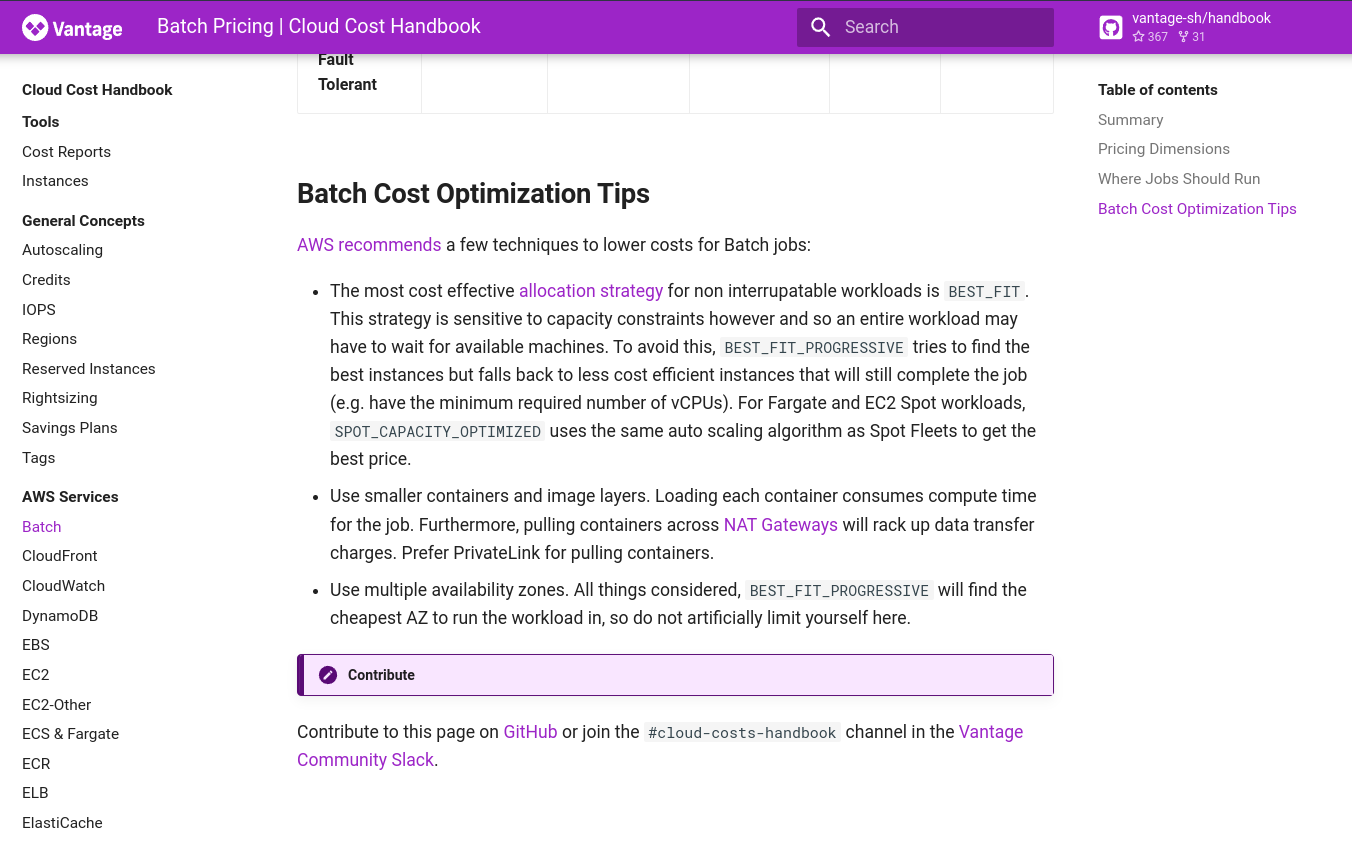 Vantage
Batch Pricing | Cloud Cost Handbook
Search
vantage-sh/handbook
367 31
Cloud Cost Handbook
Tools
Cost Reports
Instances
General Concepts
Autoscaling
Credits
IOPS
Regions
Reserved Instances
Rightsizing
Savings Plans
Tags
AWS Services
Batch
CloudFront
CloudWatch
DynamoDB
EBS
EC2
EC2-Other
ECS & Fargate
ECR
ELB
ElastiCache
Fault
Tolerant
Batch Cost Optimization Tips
AWS recommends a few techniques to lower costs for Batch jobs:
The most cost effective allocation strategy for non interrupatable workloads is BEST_FIT.
This strategy is sensitive to capacity constraints however and so an entire workload may
have to wait for available machines. To avoid this, BEST_FIT_PROGRESSIVE tries to find the
best instances but falls back to less cost efficient instances that will still complete the job
(e.g. have the minimum required number of vCPUs). For Fargate and EC2 Spot workloads,
SPOT_CAPACITY_OPTIMIZED uses the same auto scaling algorithm as Spot Fleets to get the
best price.
Use smaller containers and image layers. Loading each container consumes compute time
for the job. Furthermore, pulling containers across NAT Gateways will rack up data transfer
charges. Prefer PrivateLink for pulling containers.
Use multiple availability zones. All things considered, BEST_FIT_PROGRESSIVE will find the
cheapest AZ to run the workload in, so do not artificially limit yourself here.
Contribute
Contribute to this page on GitHub or join the #cloud-costs-handbook channel in the Vantage
Community Slack.
Table of contents
Summary
Pricing Dimensions
Where Jobs Should Run
Batch Cost Optimization Tips